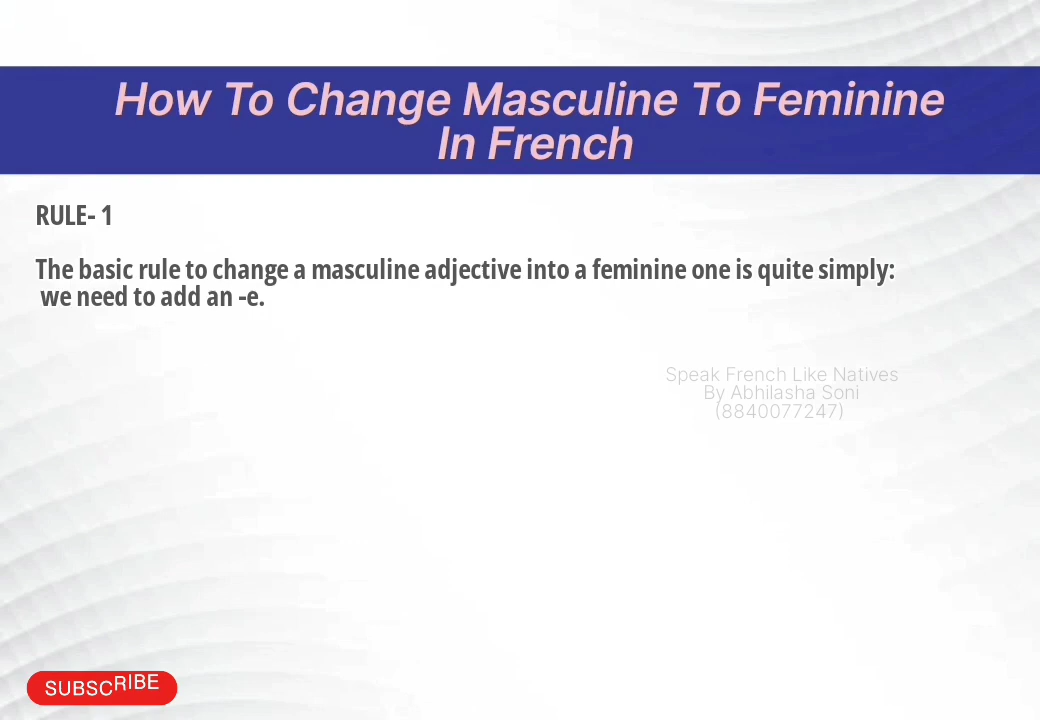 How To Change Masculine To Feminine
In French
RULE- 1
The basic rule to change a masculine adjective into a feminine one is quite simply:
we need to add an -e.
Speak French Like Natives
By Abhilasha Soni
(8840077247)
SUBSCRIBE